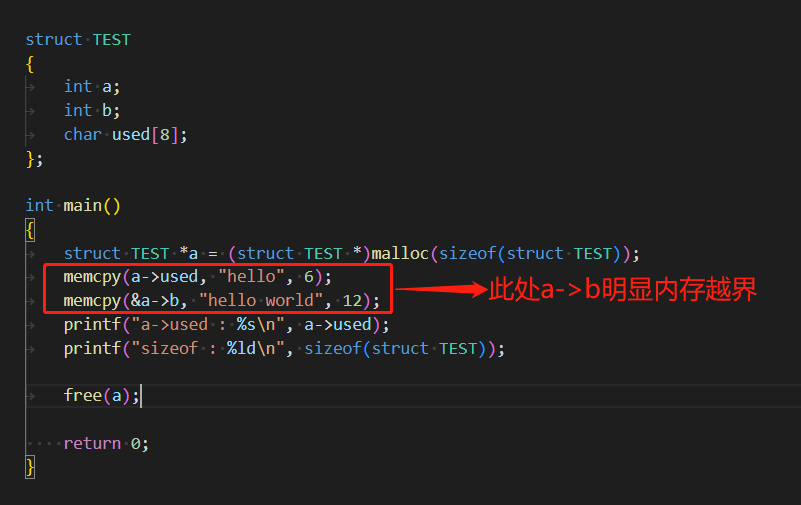 struct TEST
{
int a;
int b;
char used[8];
};
int main()
{
struct TEST *a = (struct TEST *)malloc(sizeof(struct TEST));
memcpy(a->used, "hello", 6);
memcpy(&a->b, "hello world", 12);
此处a->b明显内存越界
printf("a->used : %s\n", a->used);
printf("sizeof : %ld\n", sizeof(struct TEST));
free(a);
return 0;
}